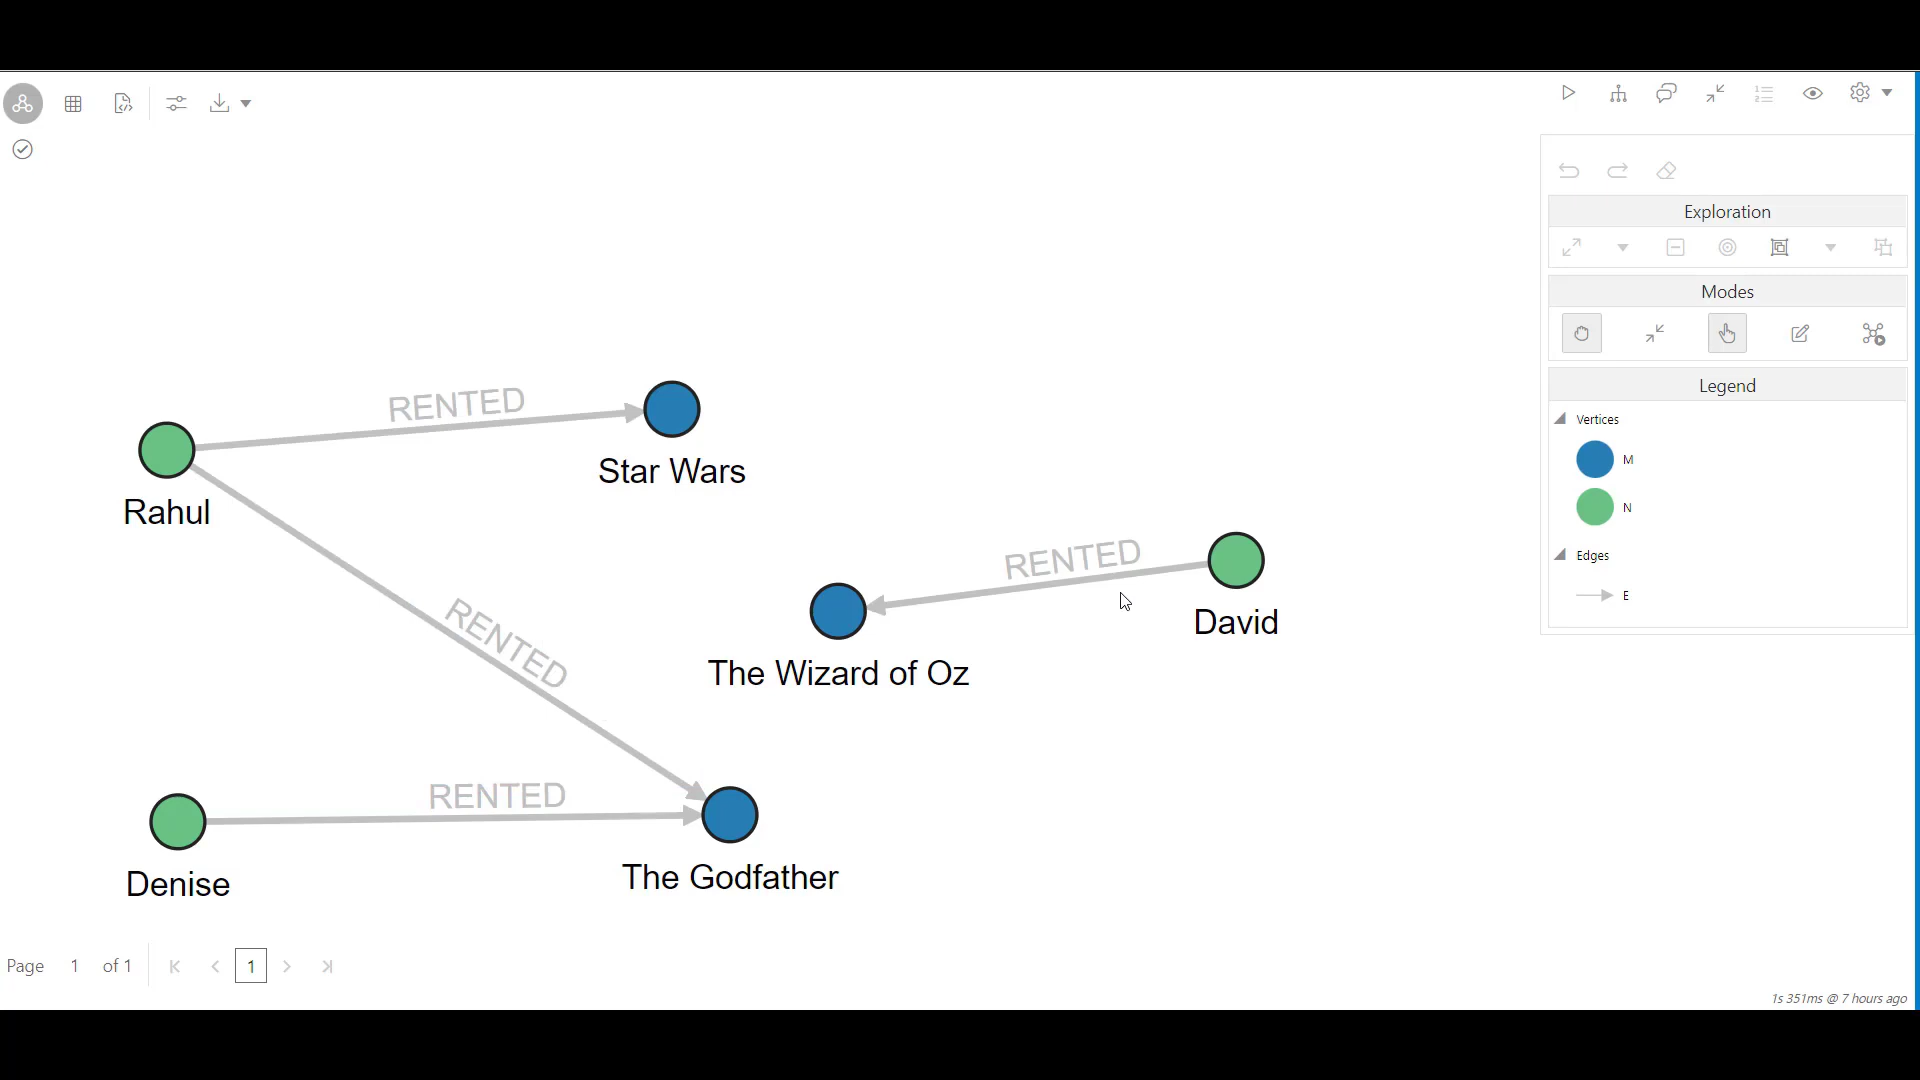 Exploration
Modes
Legend
Vertices
M
N
Edges
E
RENTED
Star Wars
Rahul
RENTED
David
RENTED
The Wizard of Oz
RENTED
Denise
The Godfather
Page 1 of 1
1
1s 351ms @ 7 hours ago